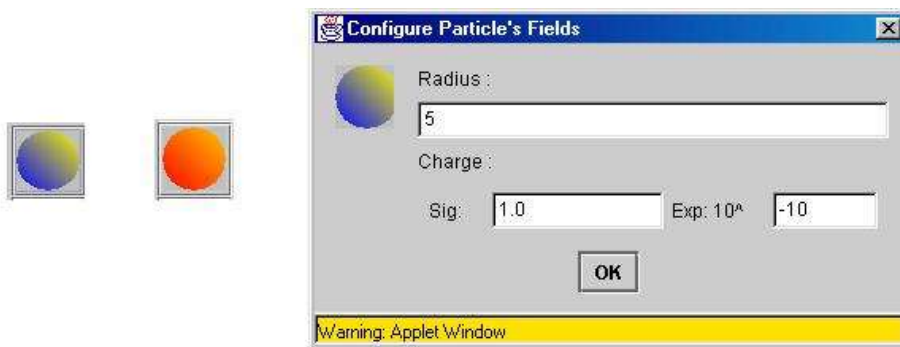 Configure Particle's Fields
Radius :
5
Charge :
Sig: 1.0 Exp: 10^ -10
OK
Warning: Applet Window